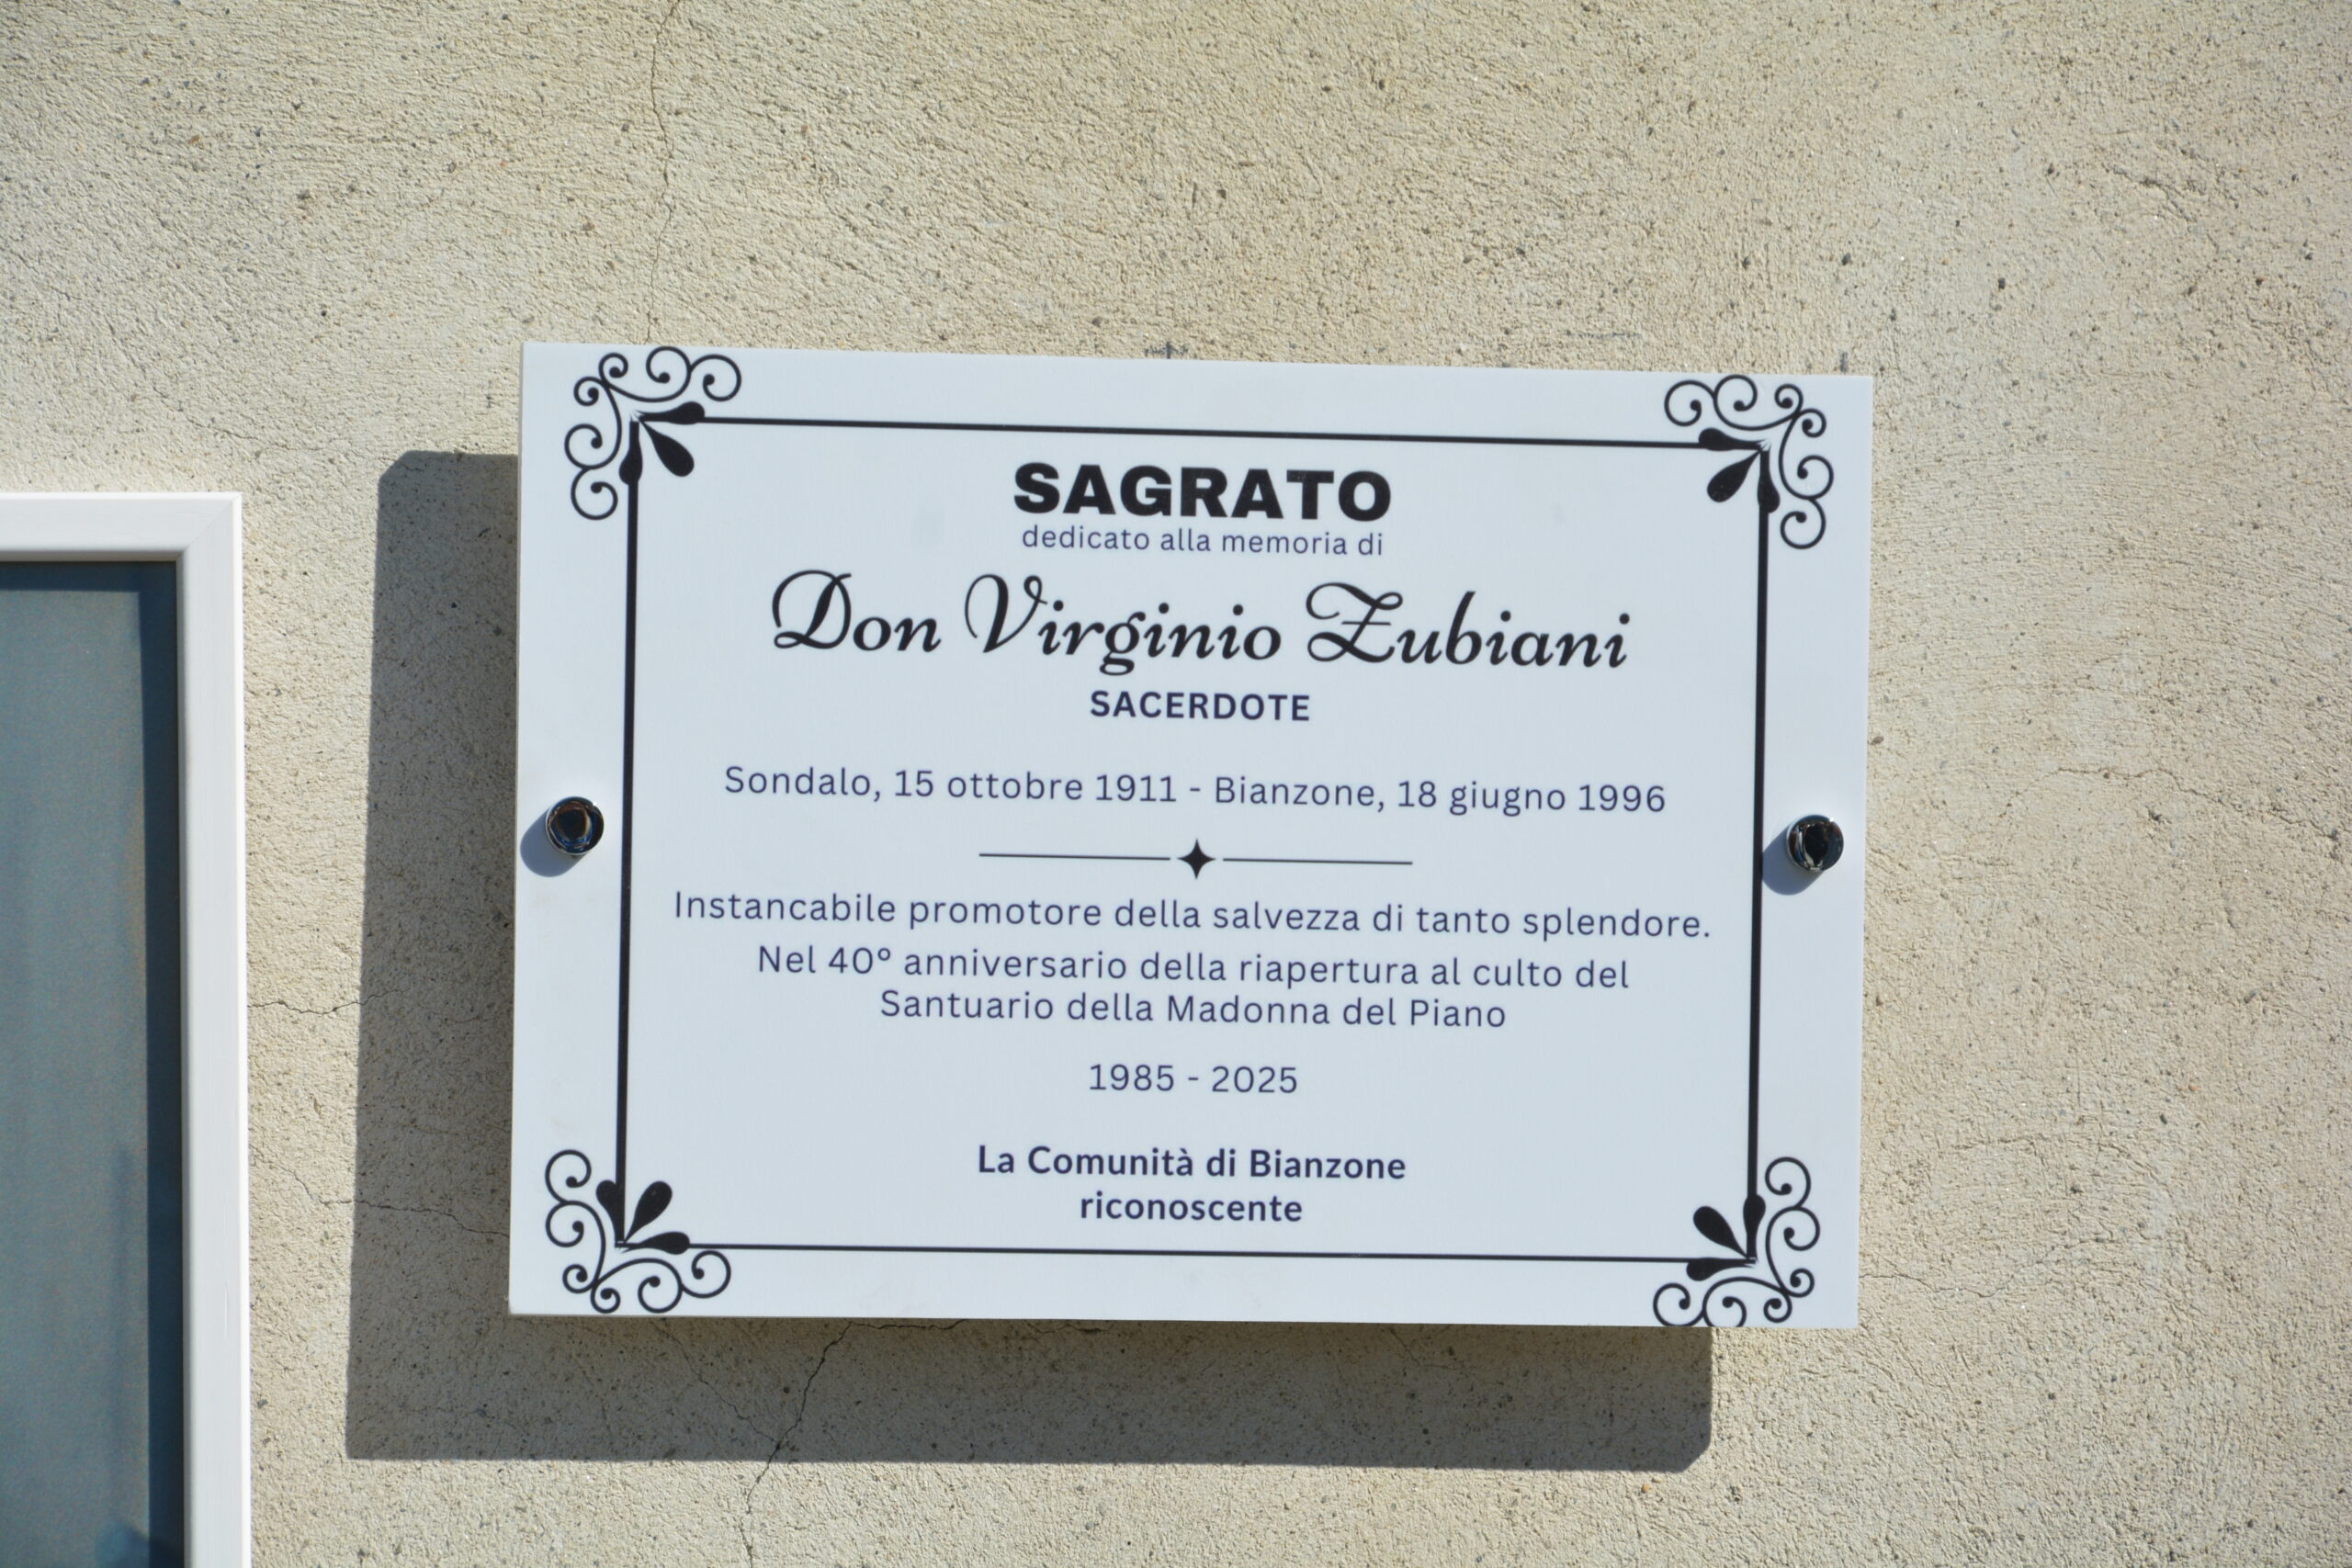 SAGRATO
dedicato alla memoria di
Don Virginio Zubiani
SACERDOTE
Sondalo, 15 ottobre 1911 - Bianzone, 18 giugno 1996
Instancabile promotore della salvezza di tanto splendore.
Nel 40° anniversario della riapertura al culto del
Santuario della Madonna del Piano
1985 - 2025
La Comunità di Bianzone
riconoscente